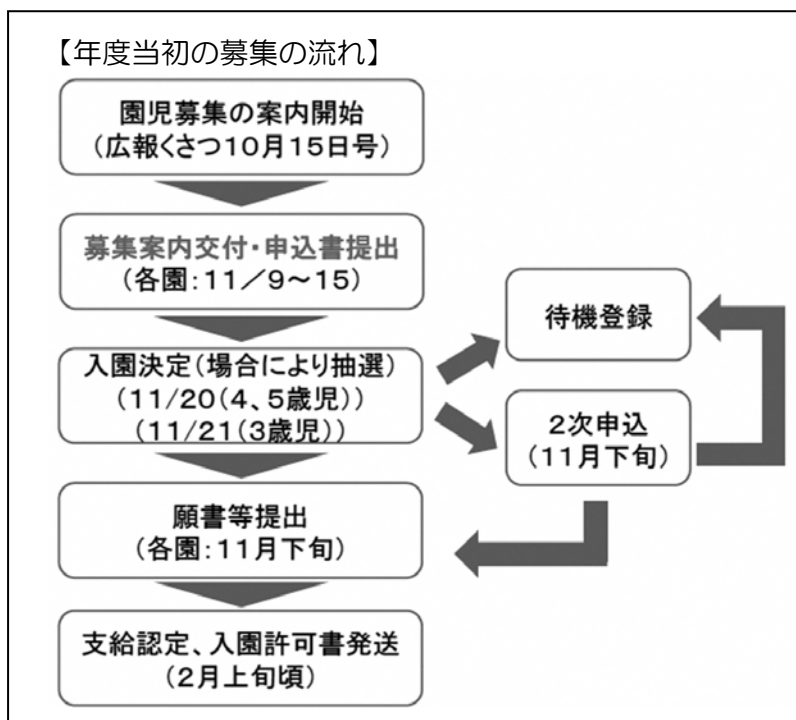 【年度当初の募集の流れ】
園児募集の案内開始
(広報くさつ10月15日号)
募集案内交付・申込書提出
(各園:11/9~15)
入園決定(場合により抽選)
(11/20(4、5歳児))
(11/21(3歳児))
待機登録
2次申込
(11月下旬)
願書等提出
(各園:11月下旬)
支給認定、入園許可書発送
(2月上旬頃)